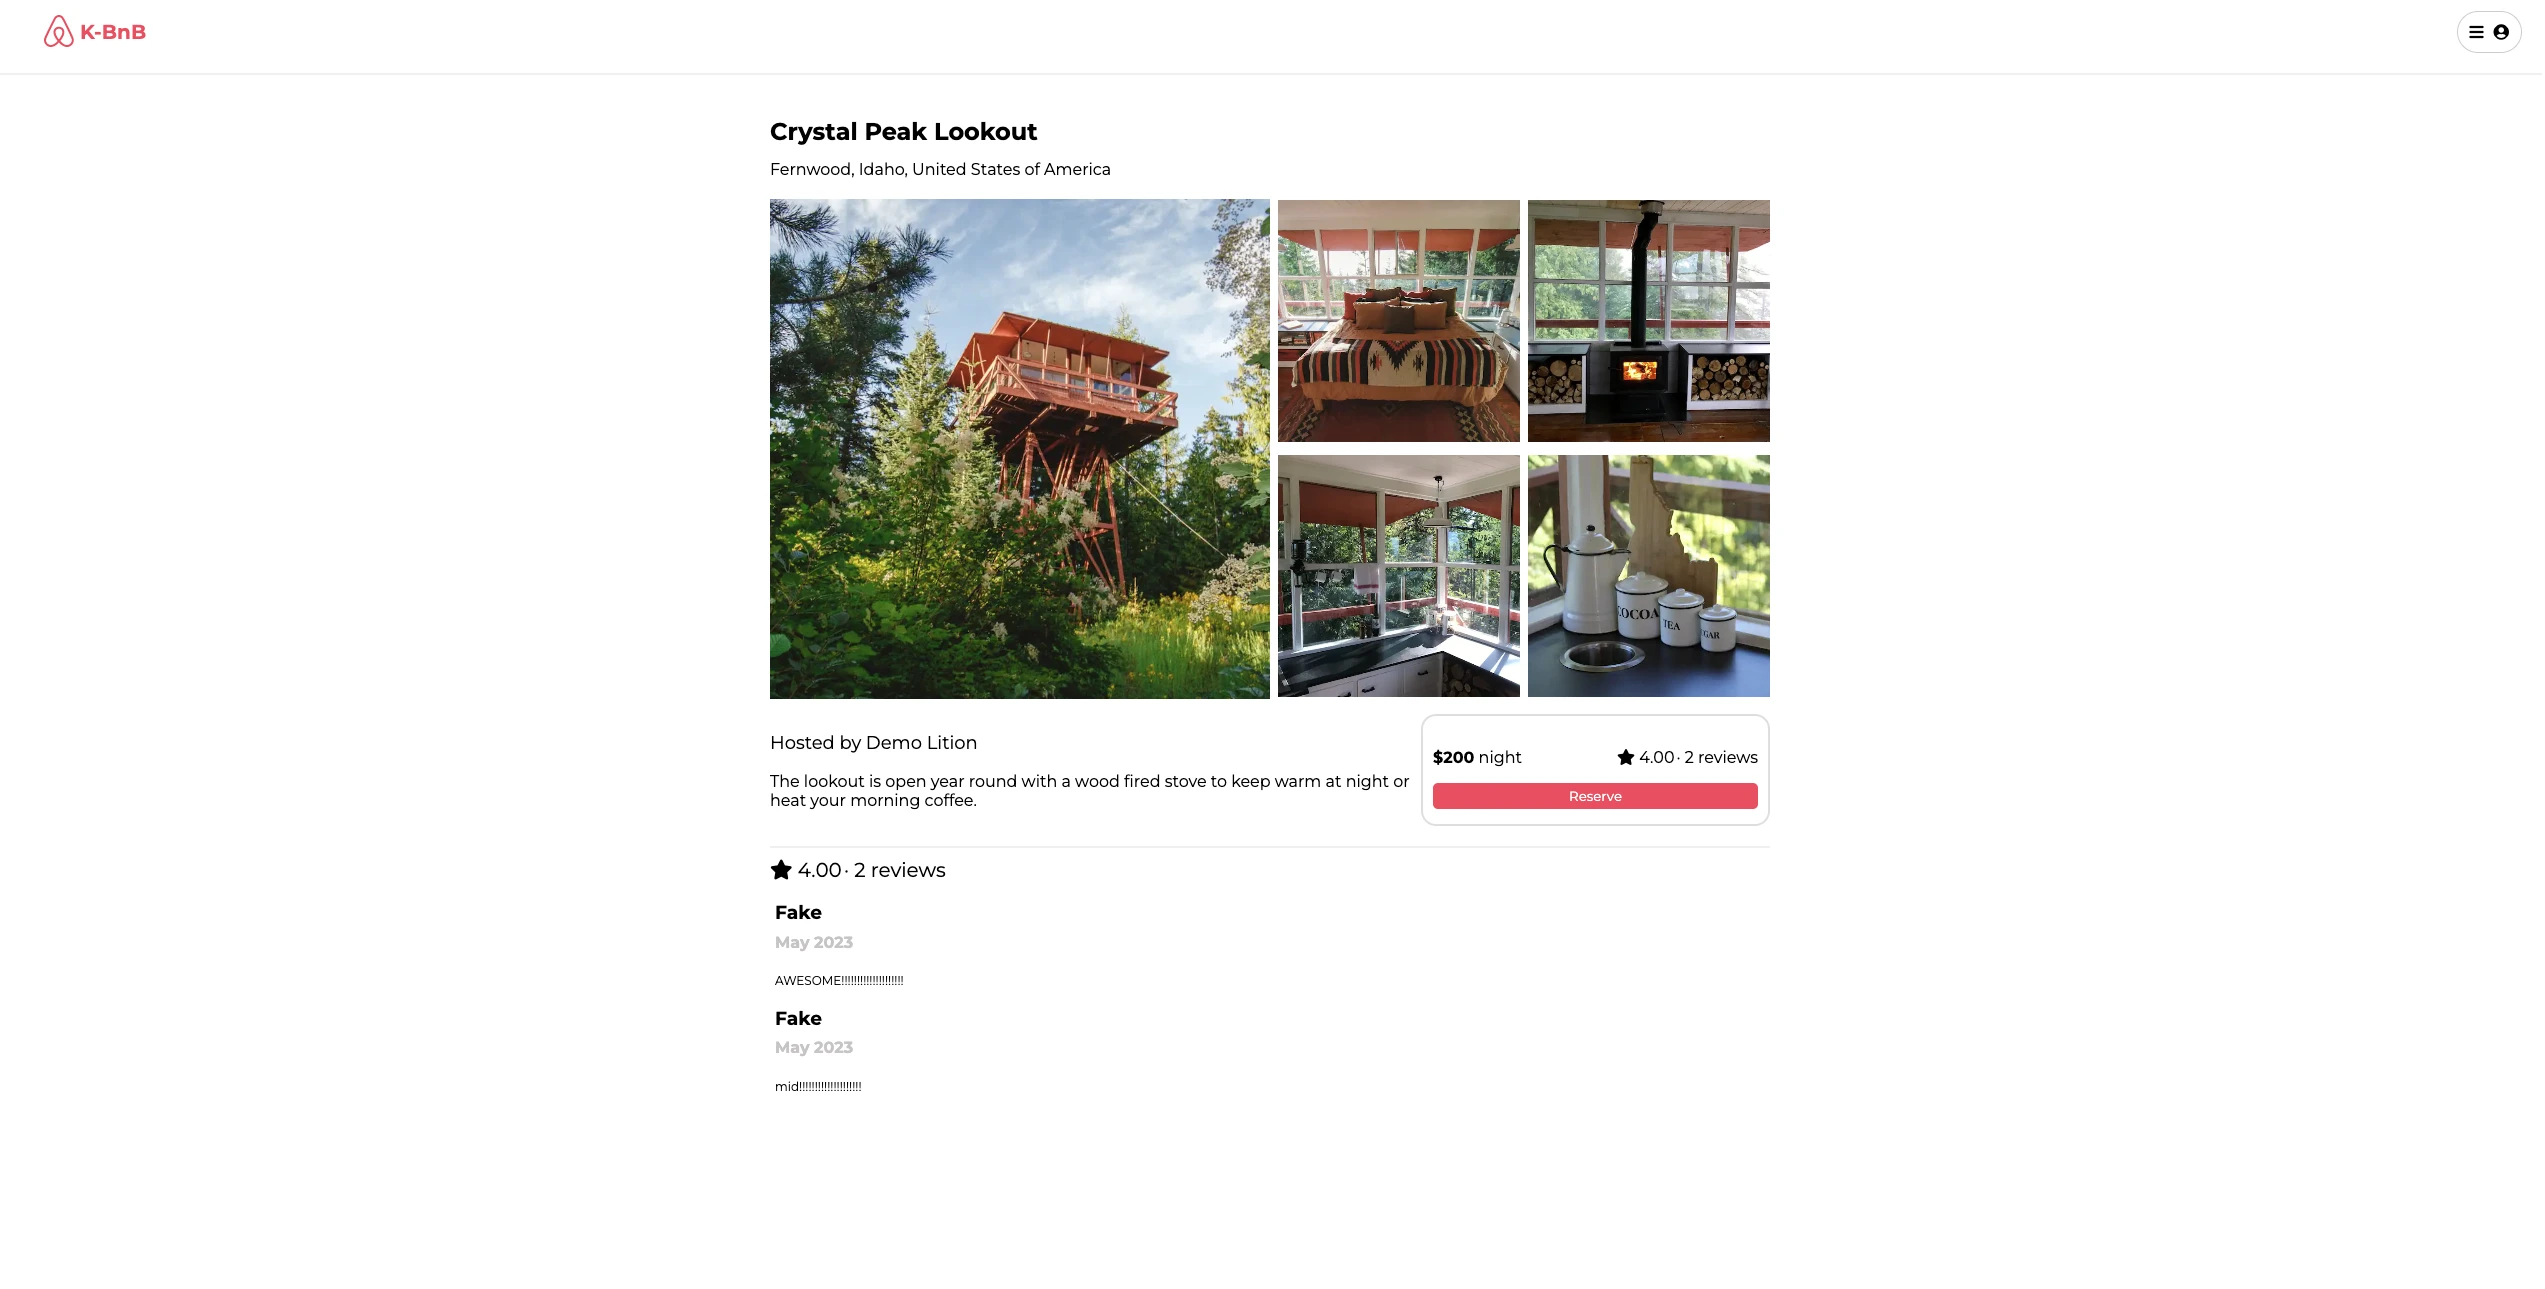 K-BnB
Crystal Peak Lookout
Fernwood, Idaho, United States of America
COCOA
TEA
GAR
Hosted by Demo Lition
The lookout is open year round with a wood fired stove to keep warm at night or
heat your morning coffee.
$200 night
4.00 · 2 reviews
Reserve
4.00 · 2 reviews
Fake
May 2023
AWESOME!!!!!!!!!!!!!!!!!!!!
Fake
May 2023
mid!!!!!!!!!!!!!!!!!!!!